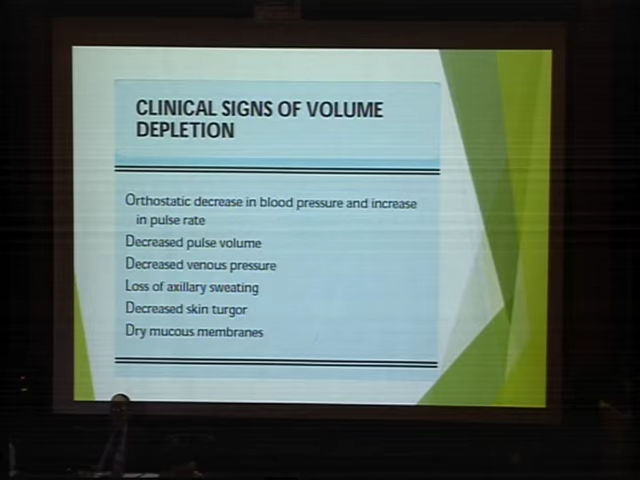 CLINICAL SIGNS OF VOLUME
DEPLETION
Orthostatic decrease in blood pressure and increase
in pulse rate
Decreased pulse volume
Decreased venous pressure
Loss of axillary sweating
Decreased skin turgor
Dry mucous membranes